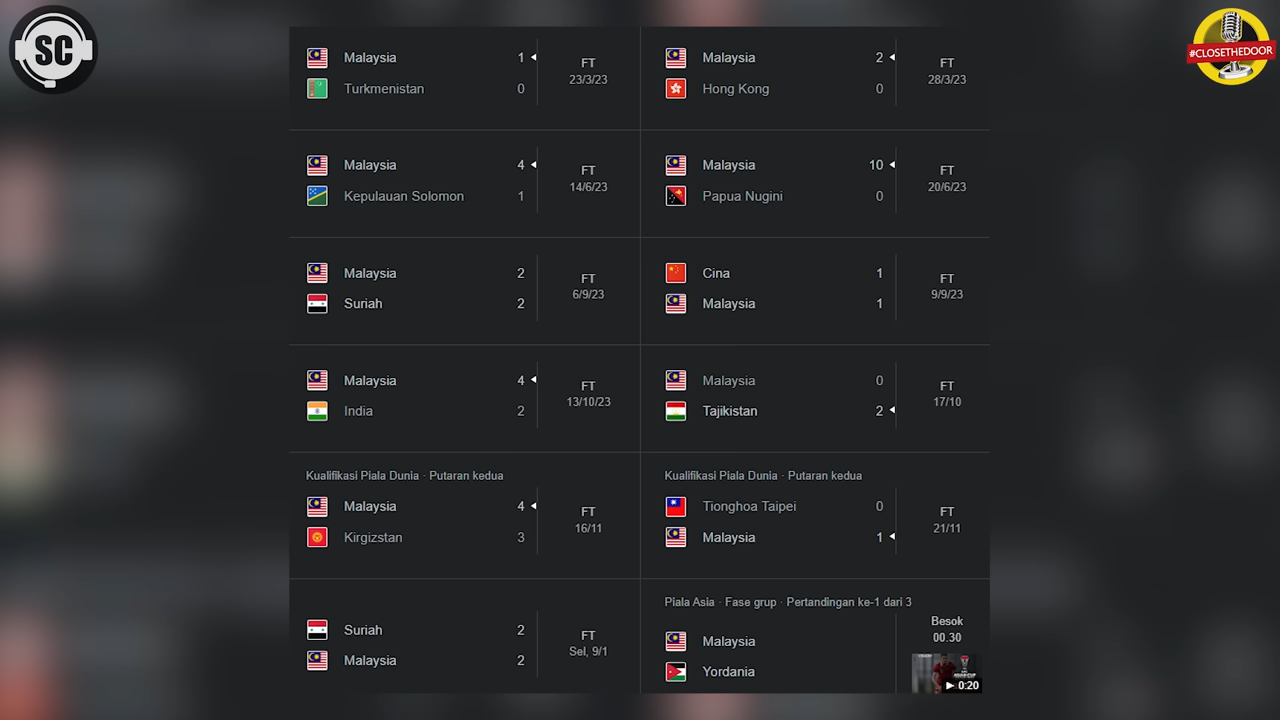 SC
#CLOSETHEDOOR
Malaysia 1
Turkmenistan 0
FT
23/3/23
Malaysia 2
Hong Kong 0
FT
28/3/23
Malaysia 4
Kepulauan Solomon 1
FT
14/6/23
Malaysia 10
Papua Nugini 0
FT
20/6/23
Malaysia 2
Suriah 2
FT
6/9/23
Cina 1
Malaysia 1
FT
9/9/23
Malaysia 4
India 2
FT
13/10/23
Malaysia 0
Tajikistan 2
FT
17/10
Kualifikasi Piala Dunia · Putaran kedua
Malaysia 4
Kirgizstan 3
FT
16/11
Kualifikasi Piala Dunia · Putaran kedua
Tionghoa Taipei 0
Malaysia 1
FT
21/11
Suriah 2
Malaysia 2
FT
Sel, 9/1
Piala Asia · Fase grup · Pertandingan ke-1 dari 3
Malaysia
Yordania
Besok
00.30
0:20